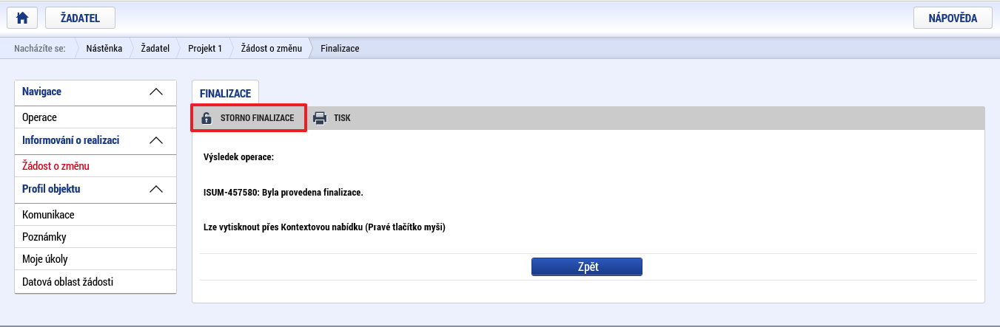 ŽADATEL
NÁPOVĚDA
Nacházíte se: Nástěnka Žadatel Projekt 1 Žádost o změnu Finalizace
Navigace
Operace
Informování o realizaci
Žádost o změnu
Profil objektu
Komunikace
Poznámky
Moje úkoly
Datová oblast žádosti
FINALIZACE
STORNO FINALIZACE
TISK
Výsledek operace:
ISUM-457580: Byla provedena finalizace.
Lze vytisknout přes Kontextovou nabídku (Pravé tlačítko myši)
Zpět